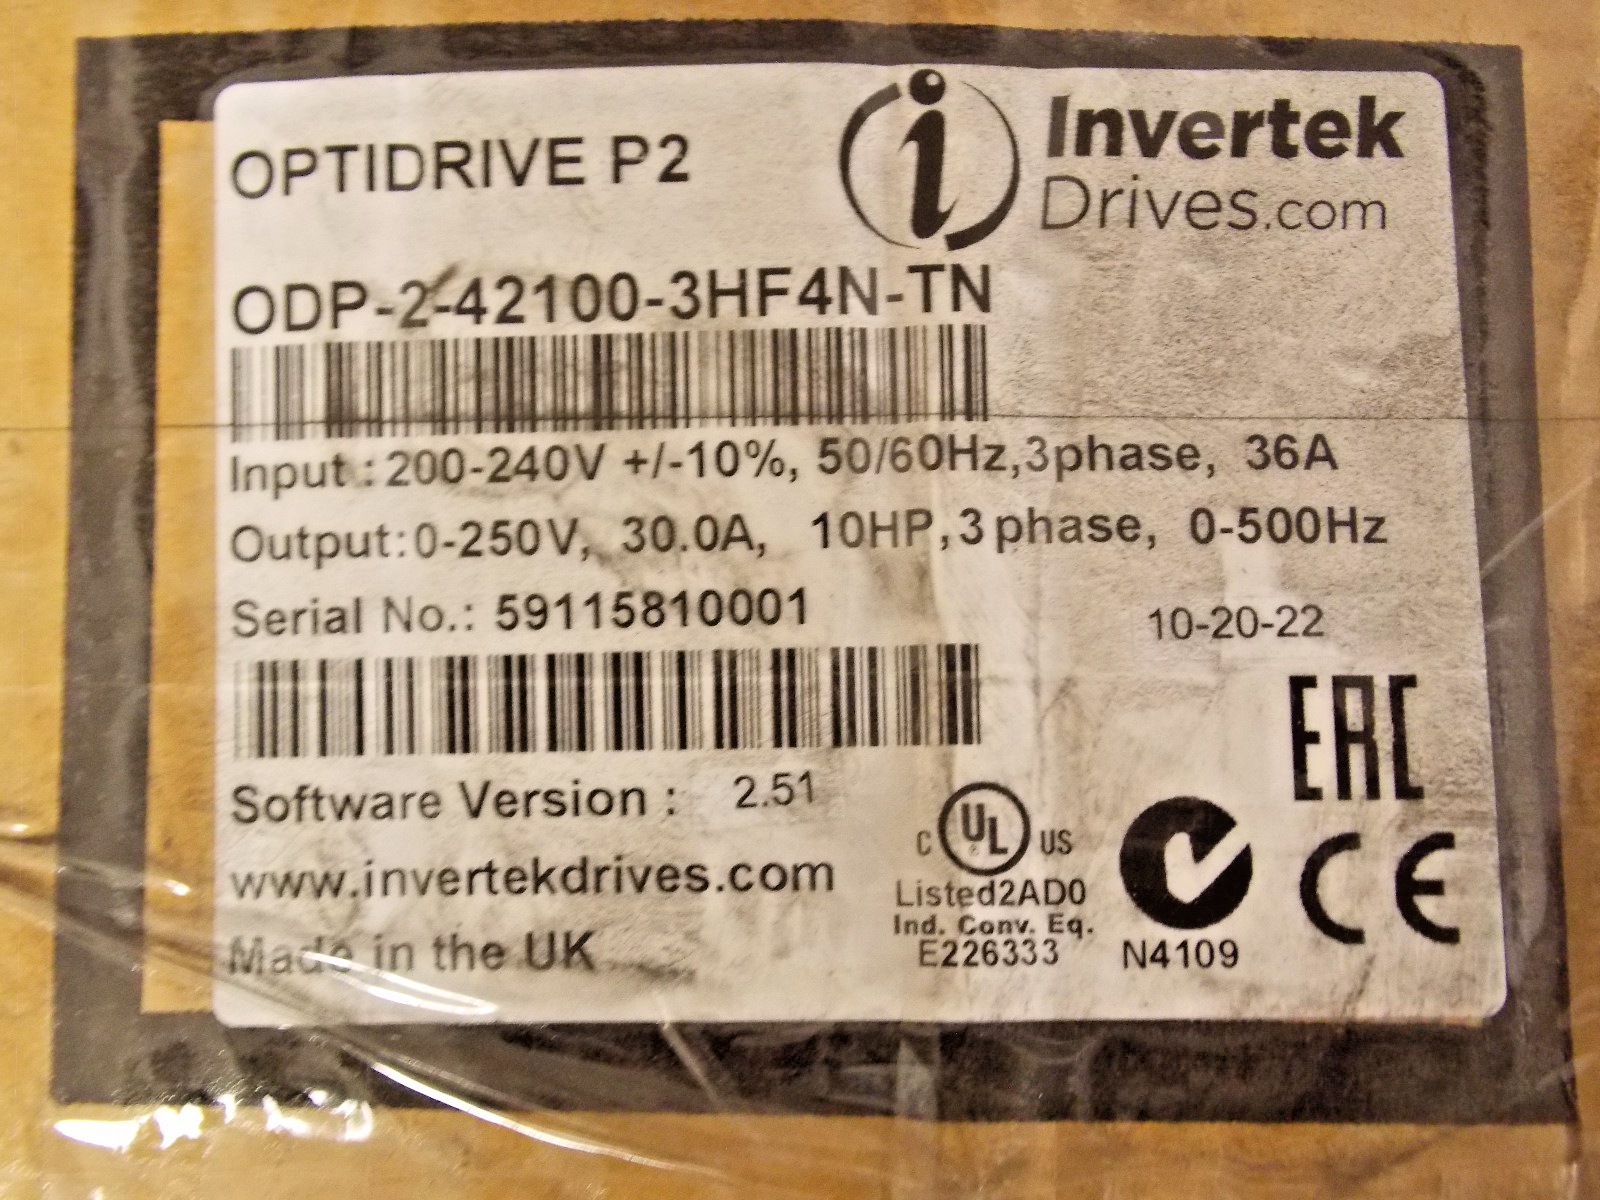 OPTIDRIVE P2
Invertek
Drives.com
ODP-2-42100-3HF4N-TN
Input : 200-240V +/-10%, 50/60Hz,3phase, 36A
Output: 0-250V, 30.0A, 10HP, 3 phase, 0-500Hz
Serial No.: 59115810001
10-20-22
Software Version : 2.51
www.invertekdrives.com
Made in the UK
C UL US
Listed2AD0
Ind. Conv. Eq.
E226333
N4109
EAC
CE